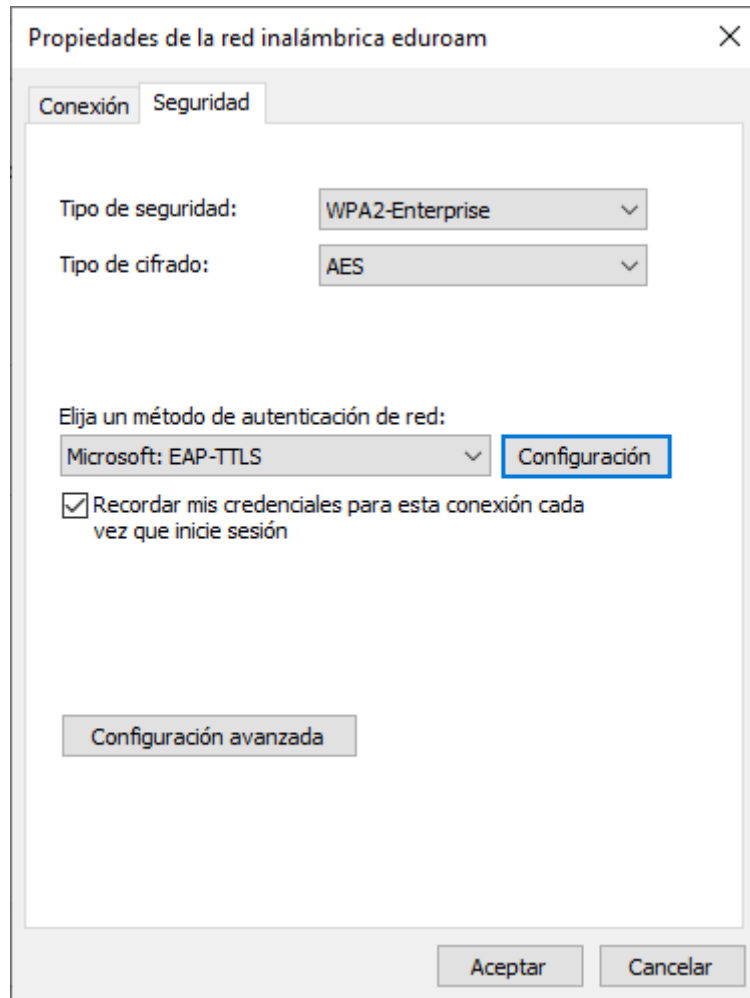 Propiedades de la red inalámbrica eduroam
Conexión Seguridad
Tipo de seguridad: WPA2-Enterprise
Tipo de cifrado: AES
Elija un método de autenticación de red:
Microsoft: EAP-TTLS Configuración
Recordar mis credenciales para esta conexión cada
vez que inicie sesión
Configuración avanzada
Aceptar Cancelar